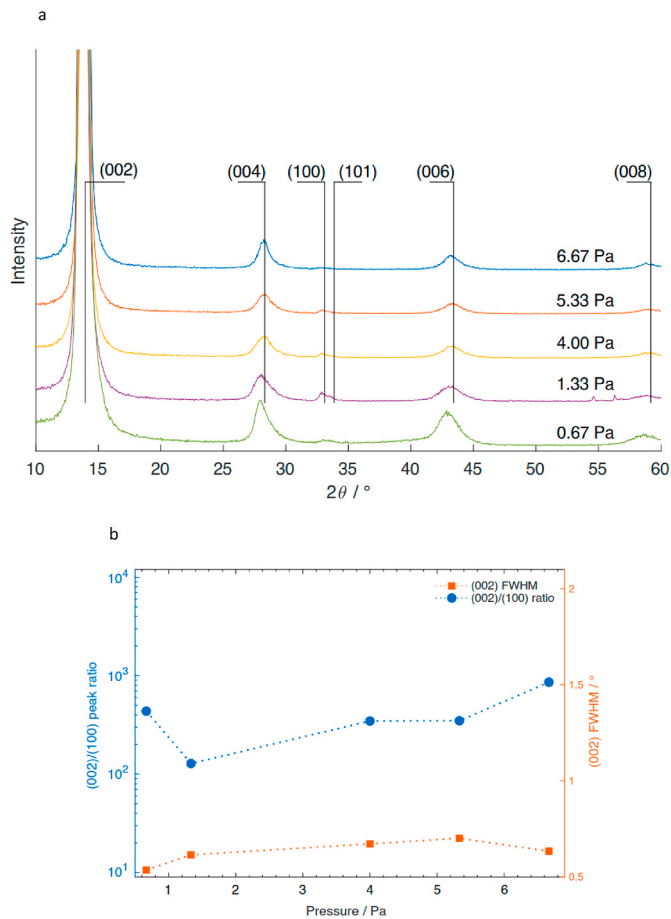 a
(002)
(004)
(100)
(101)
(006)
(008)
Intensity
6.67 Pa
5.33 Pa
4.00 Pa
1.33 Pa
0.67 Pa
10 15 20 25 30 35 40 45 50 55 60
2θ / °
b
(002)/(100) peak ratio
10⁴
10³
10²
10¹
(002) FWHM
(002)/(100) ratio
2
1.5
1
0.5
(002) FWHM / °
1 2 3 4 5 6
Pressure / Pa